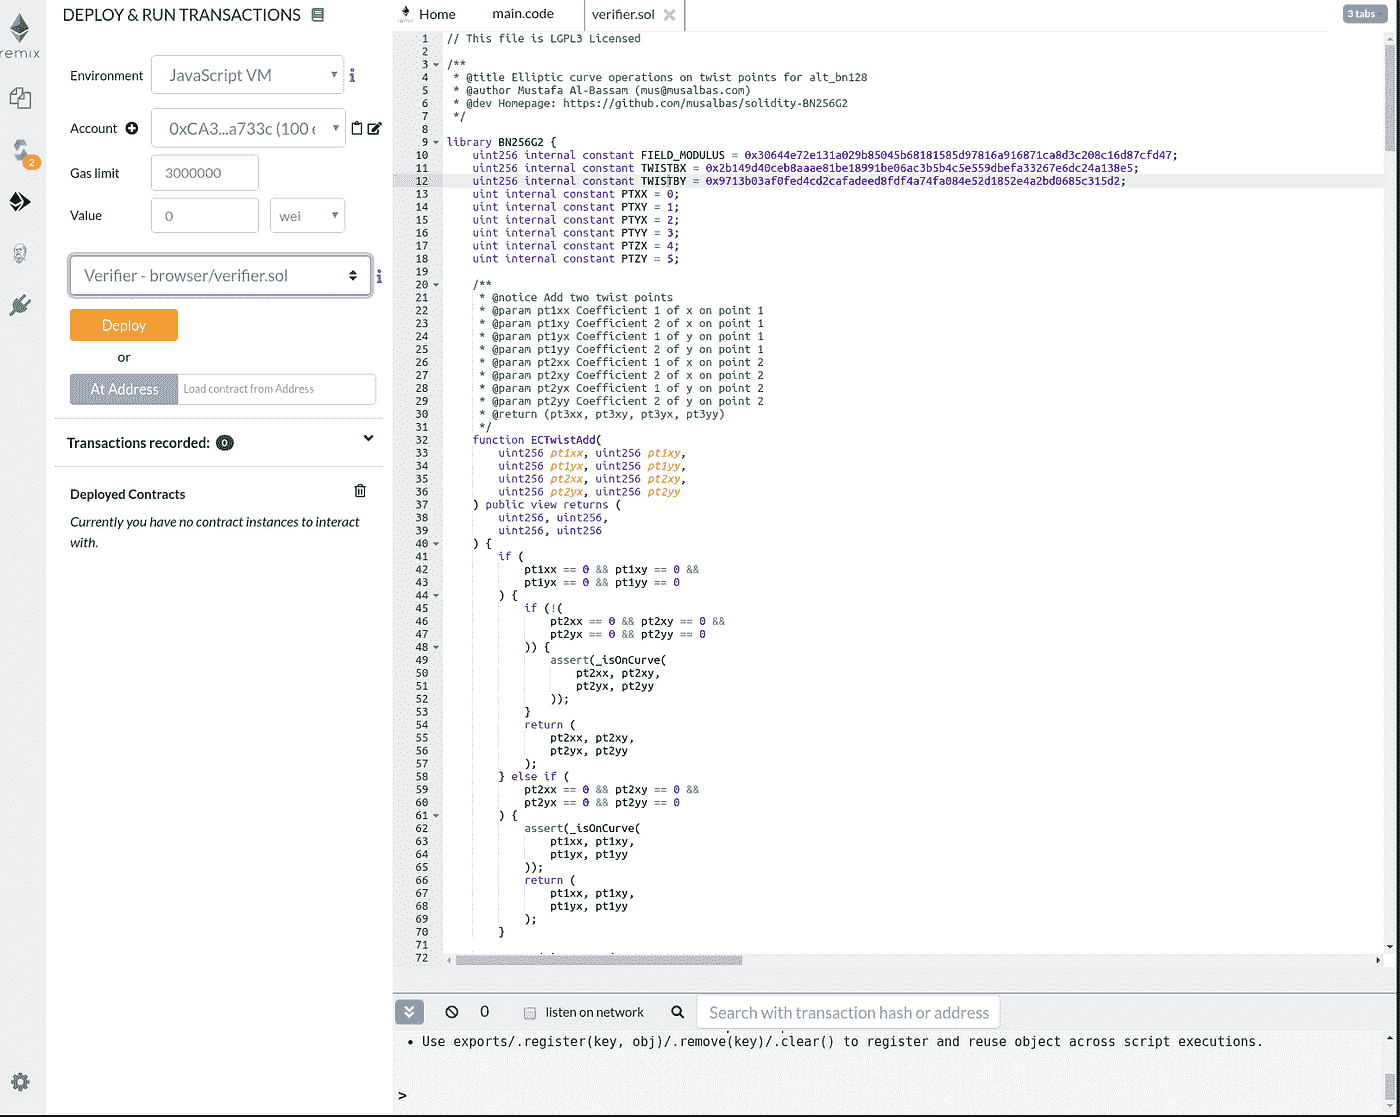 DEPLOY & RUN TRANSACTIONS
remix
Environment
JavaScript VM
Account
0xCA3...a733c (100 e
2
Gas limit
3000000
Value
0
wei
Verifier - browser/verifier.sol
Deploy
or
At Address
Load contract from Address
Transactions recorded: 0
Deployed Contracts
Currently you have no contract instances to interact
with.
Home
main.code
verifier.sol
3 tabs
1 // This file is LGPL3 Licensed
2
3 /**
4 * @title Elliptic curve operations on twist points for alt_bn128
5 * @author Mustafa Al-Bassam (mus@musalbas.com)
6 * @dev Homepage: https://github.com/musalbas/solidity-BN256G2
7 */
8
9 library BN256G2 {
10 uint256 internal constant FIELD_MODULUS = 0x30644e72e131a029b85045b68181585d97816a916871ca8d3c208c16d87cfd47;
11 uint256 internal constant TWISTBX = 0x2b149d40ceb8aaae81be18991be06ac3b5b4c5e559dbefa33267e6dc24a138e5;
12 uint256 internal constant TWISTBY = 0x9713b03af0fed4cd2cafadeed8fdf4a74fa084e52d1852e4a2bd0685c315d2;
13 uint internal constant PTXX = 0;
14 uint internal constant PTXY = 1;
15 uint internal constant PTYX = 2;
16 uint internal constant PTYY = 3;
17 uint internal constant PTZX = 4;
18 uint internal constant PTZY = 5;
19
20 /**
21 * @notice Add two twist points
22 * @param pt1xx Coefficient 1 of x on point 1
23 * @param pt1xy Coefficient 2 of x on point 1
24 * @param pt1yx Coefficient 1 of y on point 1
25 * @param pt1yy Coefficient 2 of y on point 1
26 * @param pt2xx Coefficient 1 of x on point 2
27 * @param pt2xy Coefficient 2 of x on point 2
28 * @param pt2yx Coefficient 1 of y on point 2
29 * @param pt2yy Coefficient 2 of y on point 2
30 * @return (pt3xx, pt3xy, pt3yx, pt3yy)
31 */
32 function ECTwistAdd(
33 uint256 pt1xx, uint256 pt1xy,
34 uint256 pt1yx, uint256 pt1yy,
35 uint256 pt2xx, uint256 pt2xy,
36 uint256 pt2yx, uint256 pt2yy
37 ) public view returns (
38 uint256, uint256,
39 uint256, uint256
40 ) {
41 if (
42 pt1xx == 0 && pt1xy == 0 &&
43 pt1yx == 0 && pt1yy == 0
44 ) {
45 if (!(
46 pt2xx == 0 && pt2xy == 0 &&
47 pt2yx == 0 && pt2yy == 0
48 )) {
49 assert(_isOnCurve(
50 pt2xx, pt2xy,
51 pt2yx, pt2yy
52 ));
53 }
54 return (
55 pt2xx, pt2xy,
56 pt2yx, pt2yy
57 );
58 } else if (
59 pt2xx == 0 && pt2xy == 0 &&
60 pt2yx == 0 && pt2yy == 0
61 ) {
62 assert(_isOnCurve(
63 pt1xx, pt1xy,
64 pt1yx, pt1yy
65 ));
66 return (
67 pt1xx, pt1xy,
68 pt1yx, pt1yy
69 );
70 }
71
72
0
listen on network
Search with transaction hash or address
• Use exports/.register(key, obj)/.remove(key)/.clear() to register and reuse object across script executions.
>